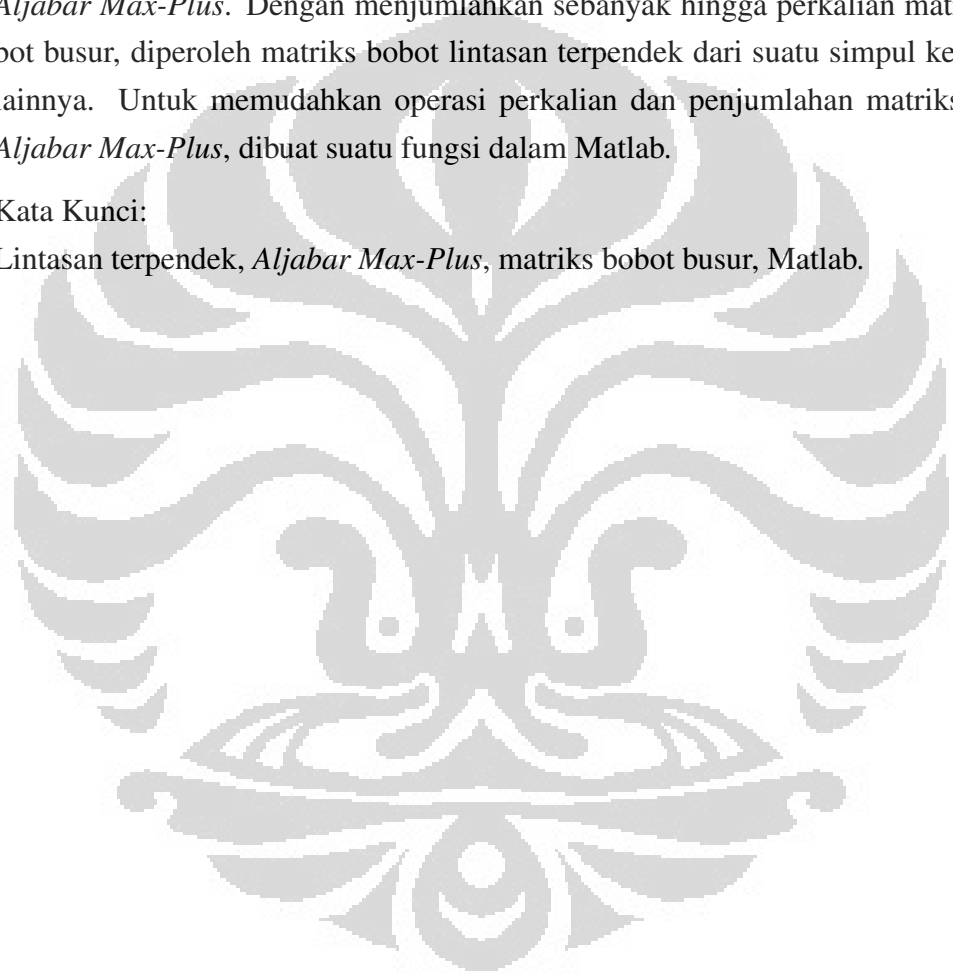 Aljabar Max-Plus. Dengan menjumlahkan sebanyak hingga perkalian mat
bot busur, diperoleh matriks bobot lintasan terpendek dari suatu simpul ke
lainnya. Untuk memudahkan operasi perkalian dan penjumlahan matriks
Aljabar Max-Plus, dibuat suatu fungsi dalam Matlab.
Kata Kunci:
Lintasan terpendek, Aljabar Max-Plus, matriks bobot busur, Matlab.